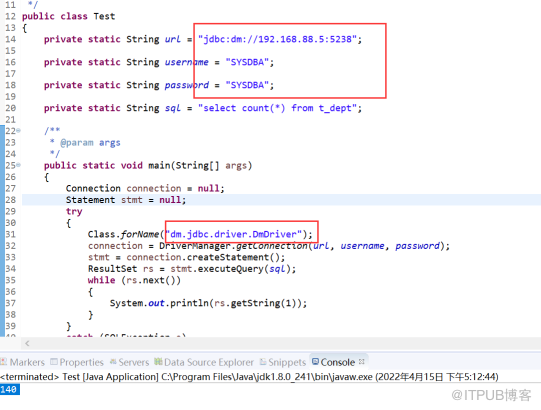 11 */
12 public class Test
13 {
14 private static String url = "jdbc:dm://192.168.88.5:5238";
15
16 private static String username = "SYSDBA";
17
18 private static String password = "SYSDBA";
19
20 private static String sql = "select count(*) from t_dept";
21
22 /**
23 * @param args
24 */
25 public static void main(String[] args)
26 {
27 Connection connection = null;
28 Statement stmt = null;
29 try
30 {
31 Class.forName("dm.jdbc.driver.DmDriver");
32 connection = DriverManager.getConnection(url, username, password);
33 stmt = connection.createStatement();
34 ResultSet rs = stmt.executeQuery(sql);
35 while (rs.next())
36 {
37 System.out.println(rs.getString(1));
38 }
39 }
Markers Properties Servers Data Source Explorer Snippets Console
<terminated> Test [Java Application] C:\Program Files\Java\jdk1.8.0_241\bin\javaw.exe (2022年4月15日 下午5:12:44)
140
@ITPUB博客